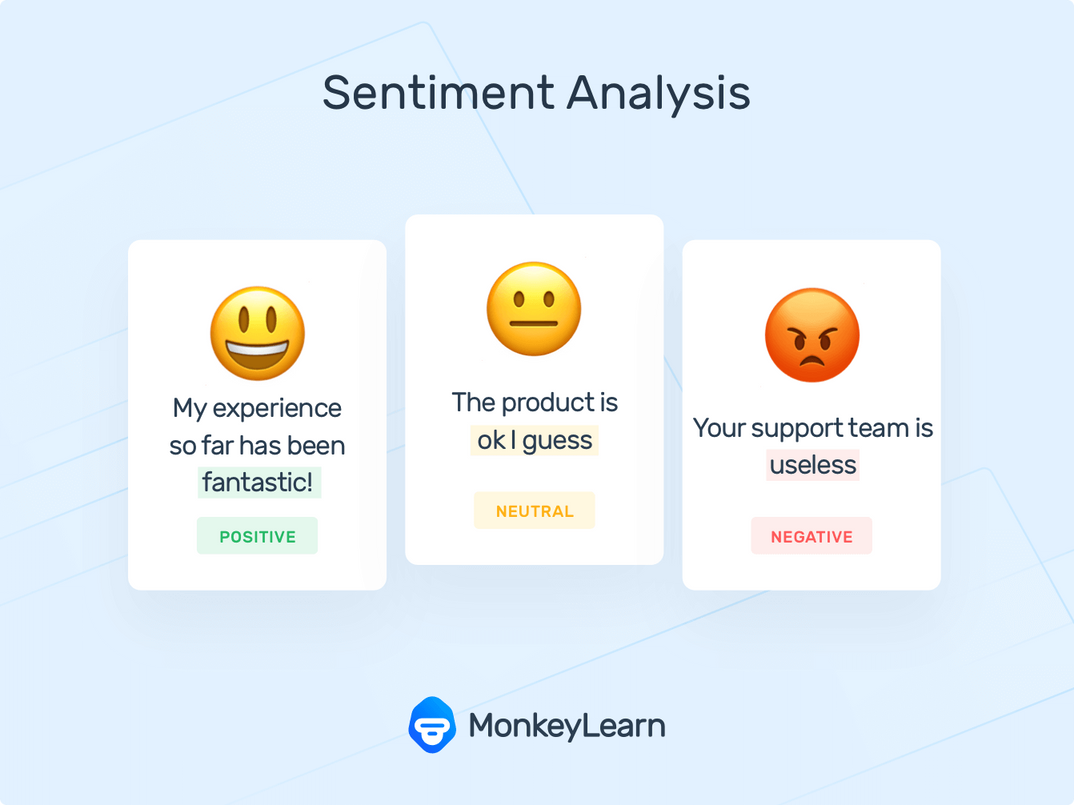 Sentiment Analysis
My experience
so far has been
fantastic!
POSITIVE
The product is
ok I guess
NEUTRAL
Your support team is
useless
NEGATIVE
MonkeyLearn